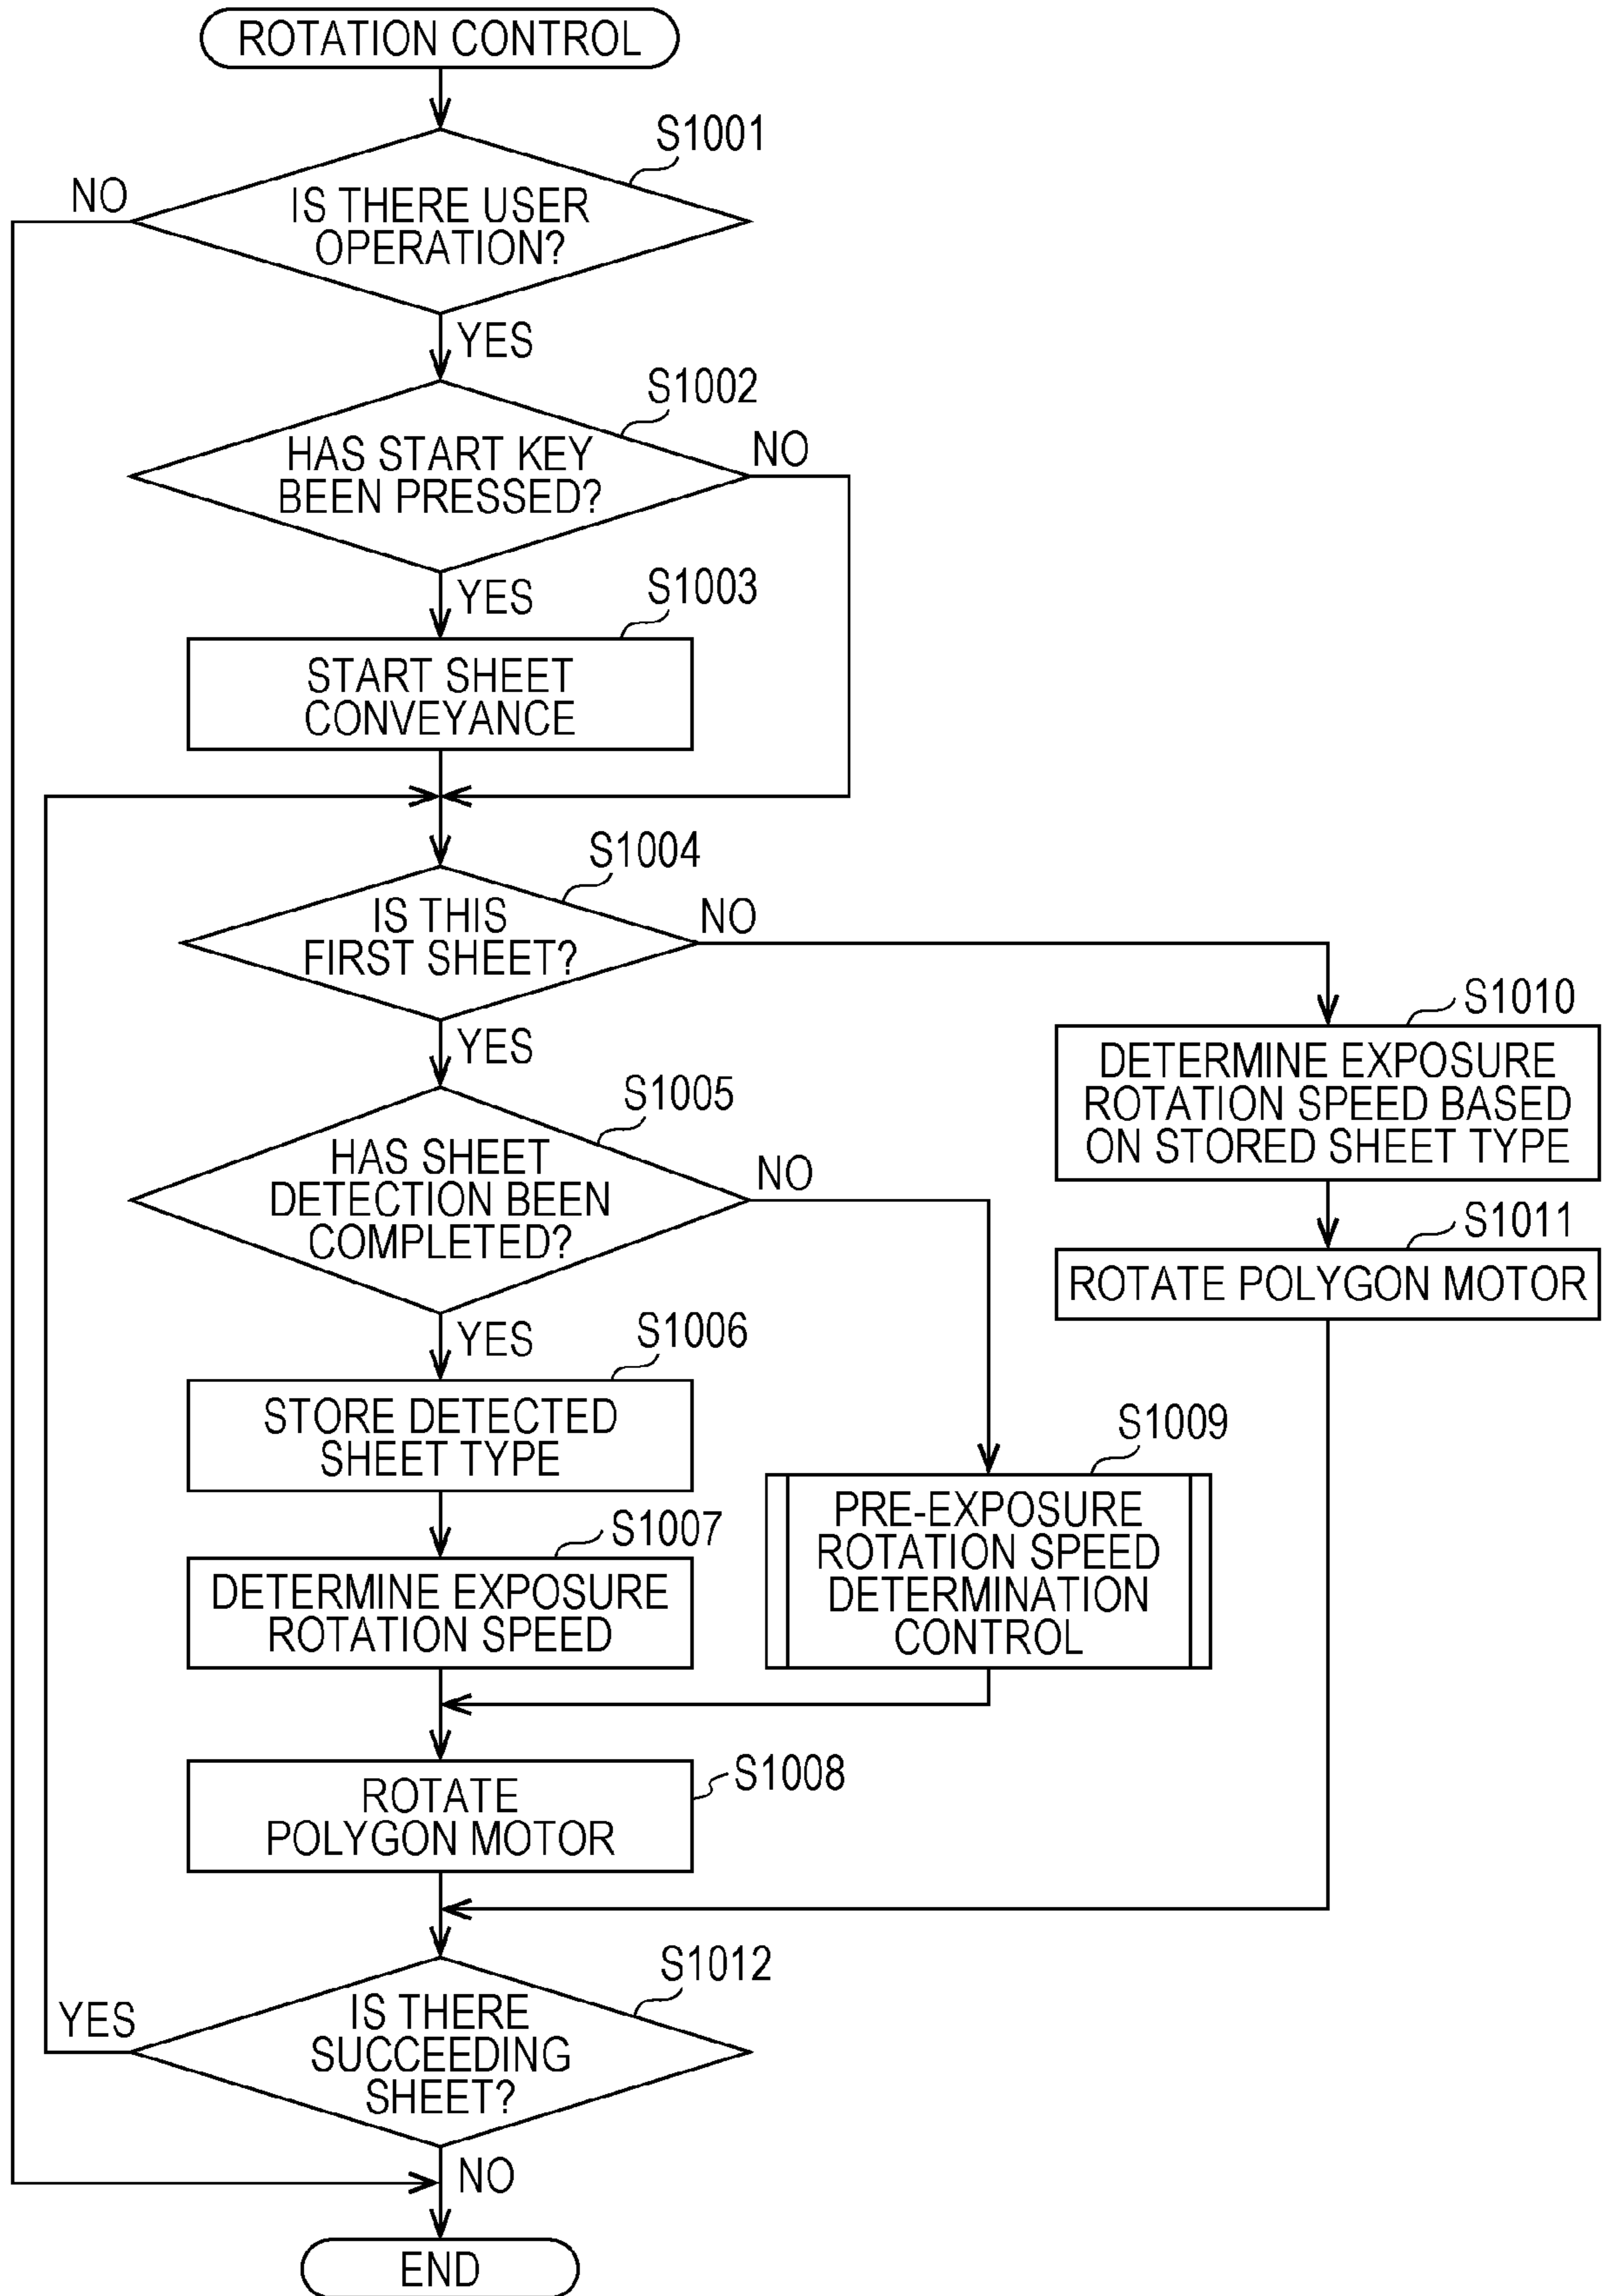 ROTATION CONTROL
S1001
NO
IS THERE USER
OPERATION?
YES
S1002
HAS START KEY
BEEN PRESSED?
NO
YES
S1003
START SHEET
CONVEYANCE
S1004
IS THIS
FIRST SHEET?
NO
YES
S1010
DETERMINE EXPOSURE
ROTATION SPEED BASED
ON STORED SHEET TYPE
S1005
HAS SHEET
DETECTION BEEN
COMPLETED?
NO
S1011
ROTATE POLYGON MOTOR
YES
S1006
STORE DETECTED
SHEET TYPE
S1009
PRE-EXPOSURE
ROTATION SPEED
DETERMINATION
CONTROL
S1007
DETERMINE EXPOSURE
ROTATION SPEED
S1008
ROTATE
POLYGON MOTOR
S1012
YES
IS THERE
SUCCEEDING
SHEET?
NO
END